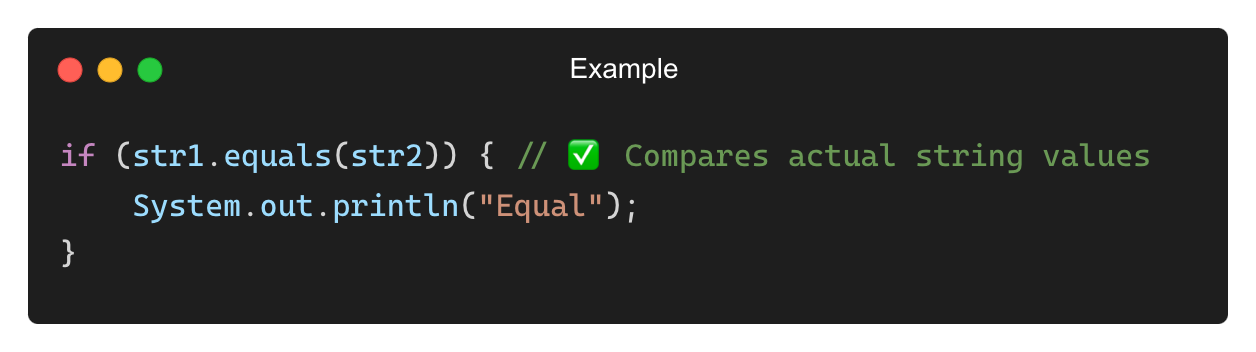 Example
if (str1.equals(str2)) { // ✅ Compares actual string values
    System.out.println("Equal");
}